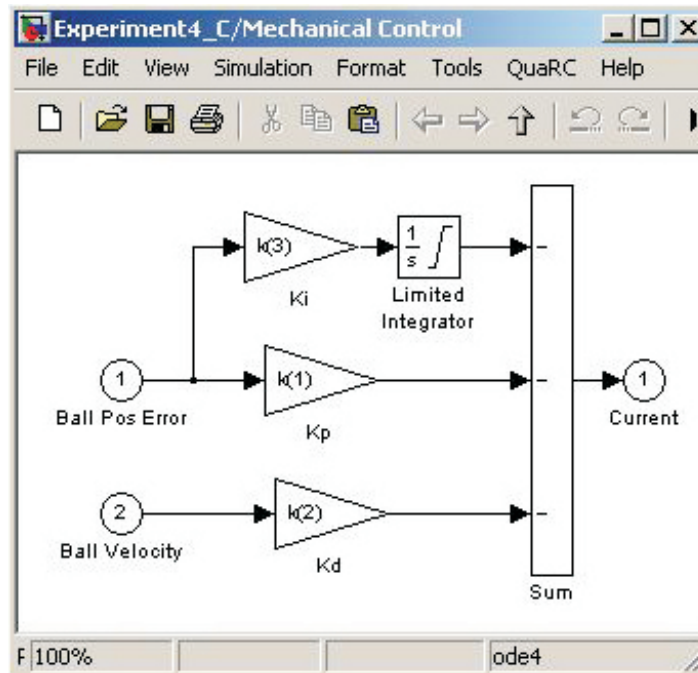 Experiment4_C/Mechanical Control
File Edit View Simulation Format Tools QuaRC Help
k(3)
Ki
1
s
Limited
Integrator
1
Ball Pos Error
k(1)
Kp
1
Current
2
Ball Velocity
k(2)
Kd
Sum
F 100% ode4